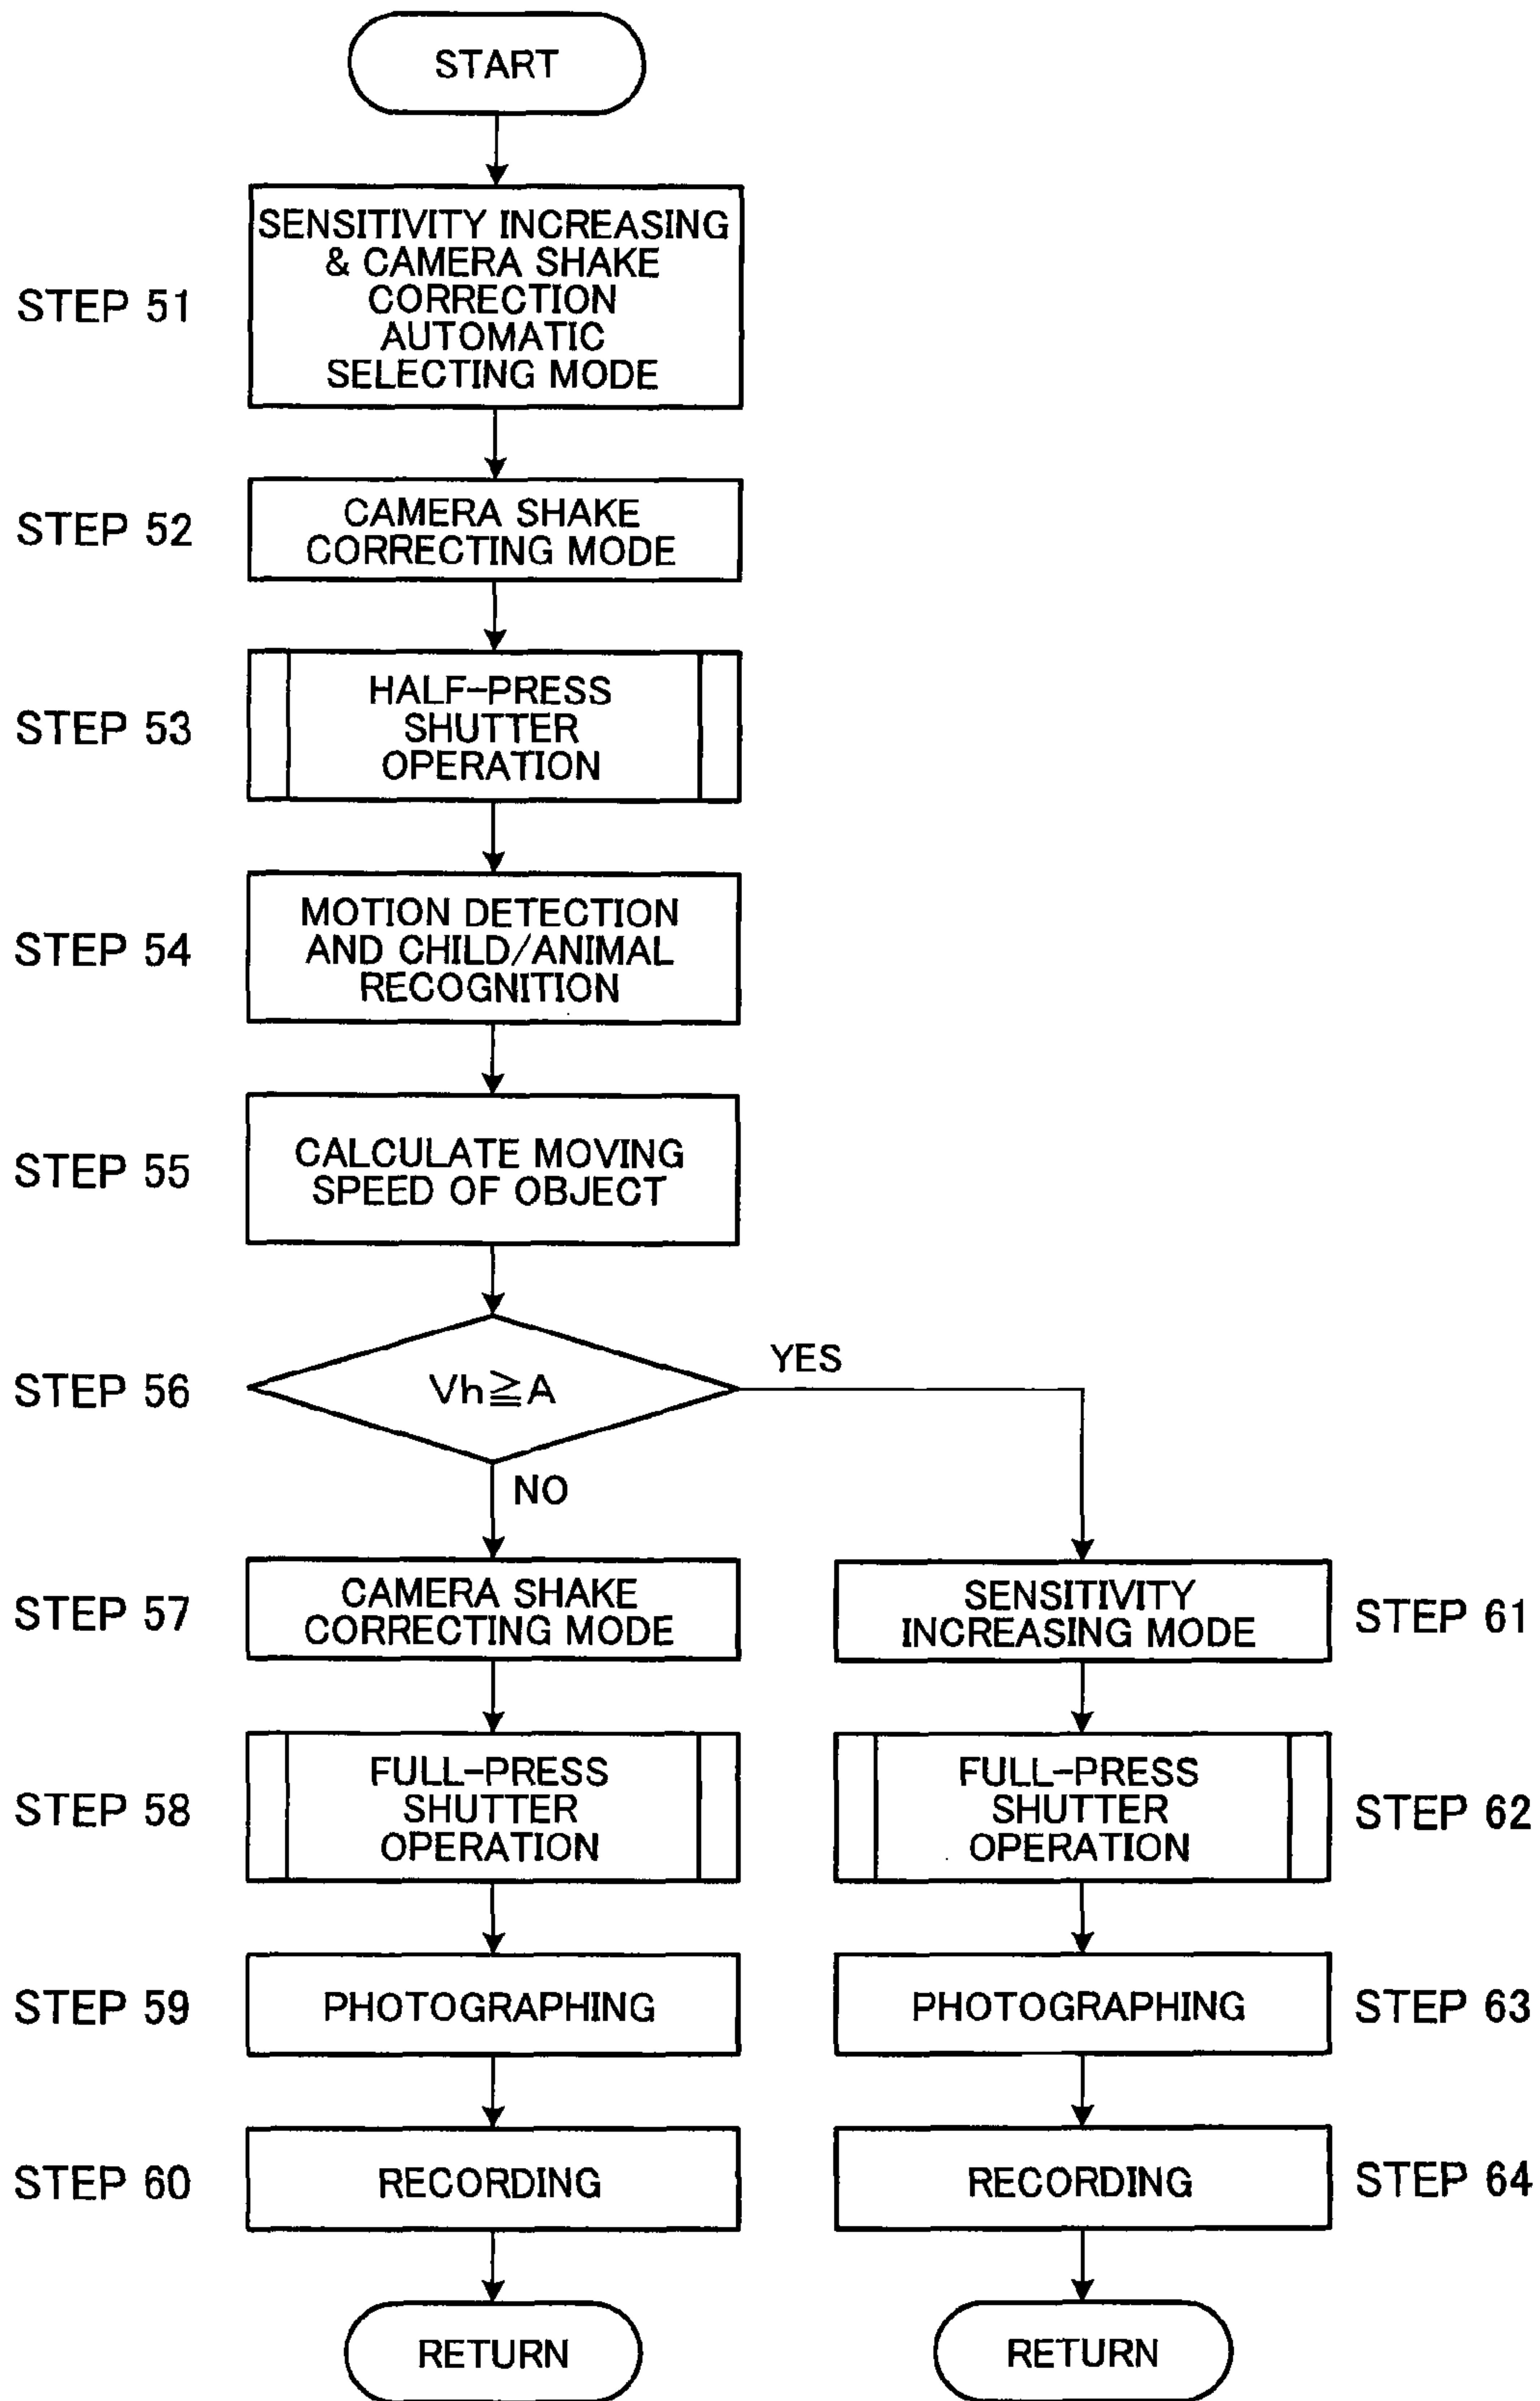 START
STEP 51
SENSITIVITY INCREASING
& CAMERA SHAKE
CORRECTION
AUTOMATIC
SELECTING MODE
STEP 52
CAMERA SHAKE
CORRECTING MODE
STEP 53
HALF-PRESS
SHUTTER
OPERATION
STEP 54
MOTION DETECTION
AND CHILD/ANIMAL
RECOGNITION
STEP 55
CALCULATE MOVING
SPEED OF OBJECT
STEP 56
Vh≧A
YES
NO
STEP 57
CAMERA SHAKE
CORRECTING MODE
SENSITIVITY
INCREASING MODE
STEP 61
STEP 58
FULL-PRESS
SHUTTER
OPERATION
FULL-PRESS
SHUTTER
OPERATION
STEP 62
STEP 59
PHOTOGRAPHING
PHOTOGRAPHING
STEP 63
STEP 60
RECORDING
RECORDING
STEP 64
RETURN
RETURN